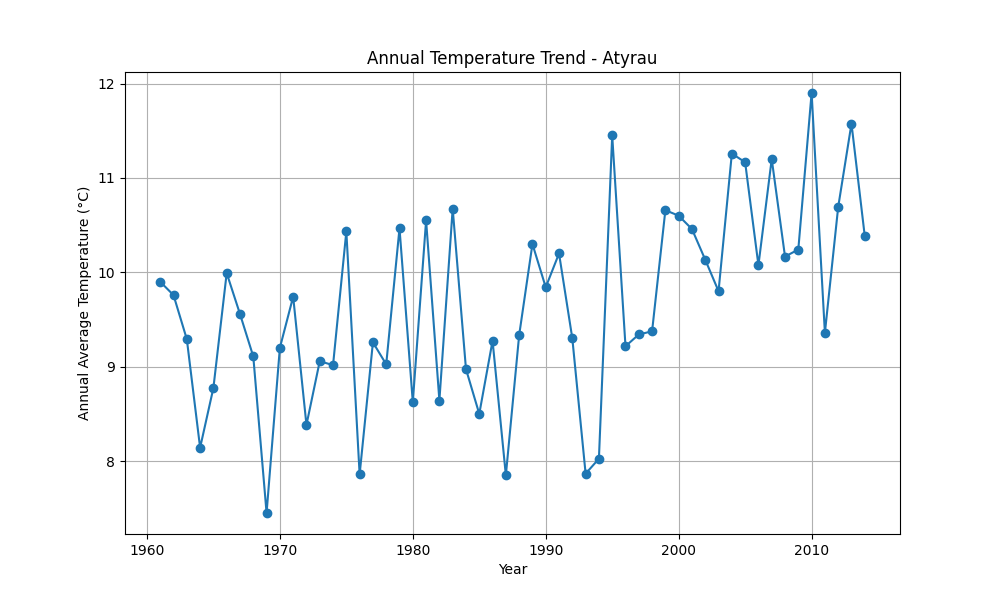 Annual Temperature Trend - Atyrau
Annual Average Temperature (°C)
12
11
10
9
8
1960 1970 1980 1990 2000 2010
Year